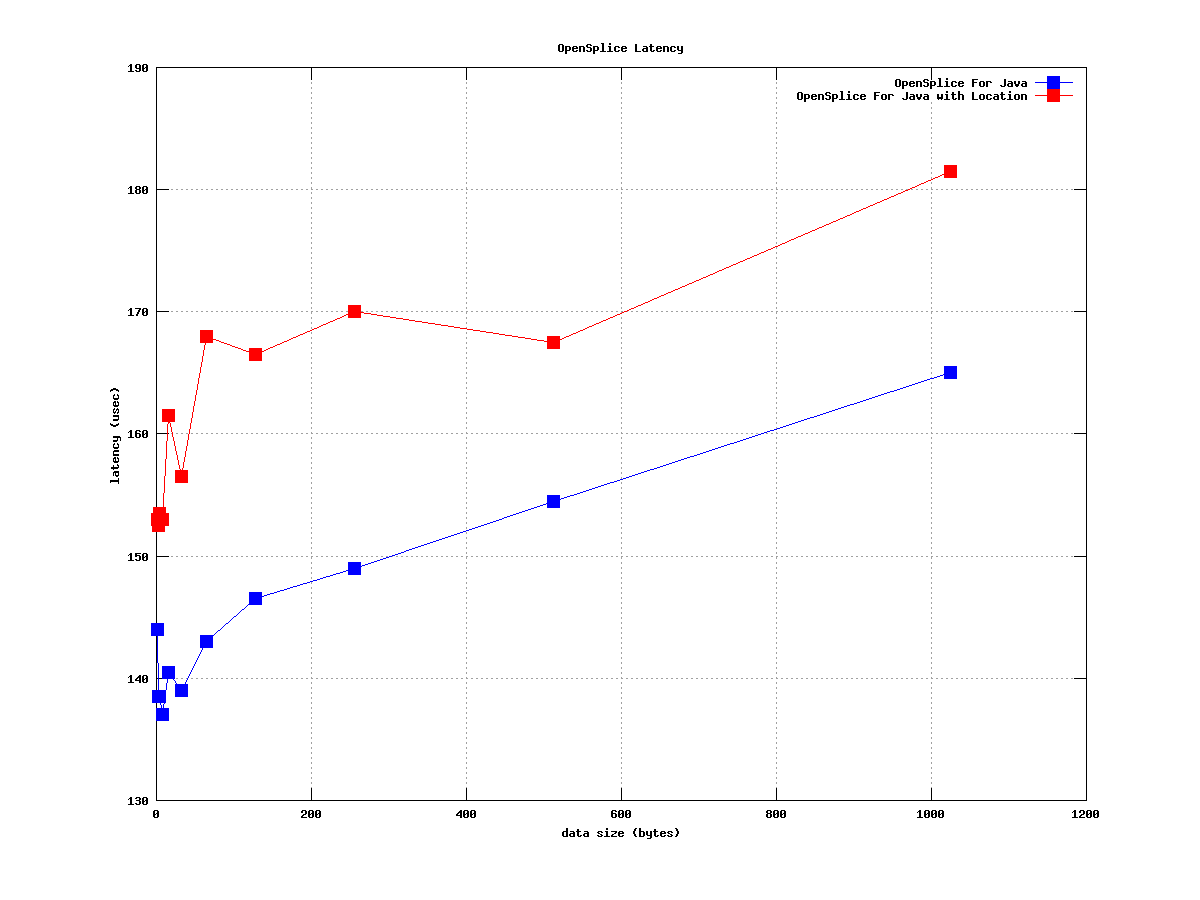 OpenSplice Latency
OpenSplice For Java
OpenSplice For Java with Location
190
180
170
160
150
140
130
latency (usec)
0 200 400 600 800 1000 1200
data size (bytes)